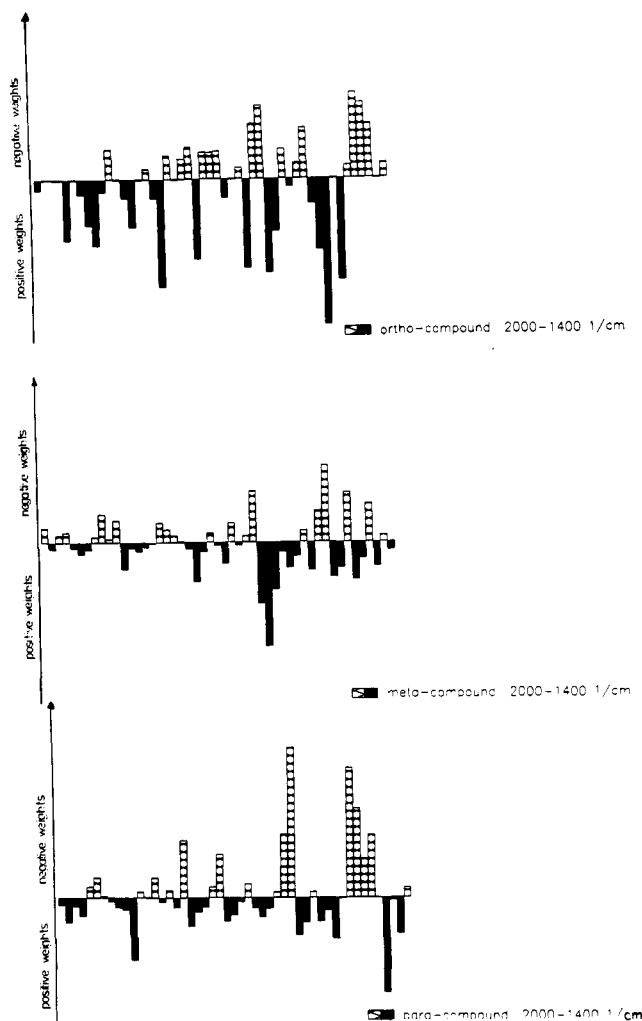 negative weights
positive weights
ortho-compound 2000-1400 1/cm
negative weights
positive weights
meta-compound 2000-1400 1/cm
negative weights
positive weights
para-compound 2000-1400 1/cm